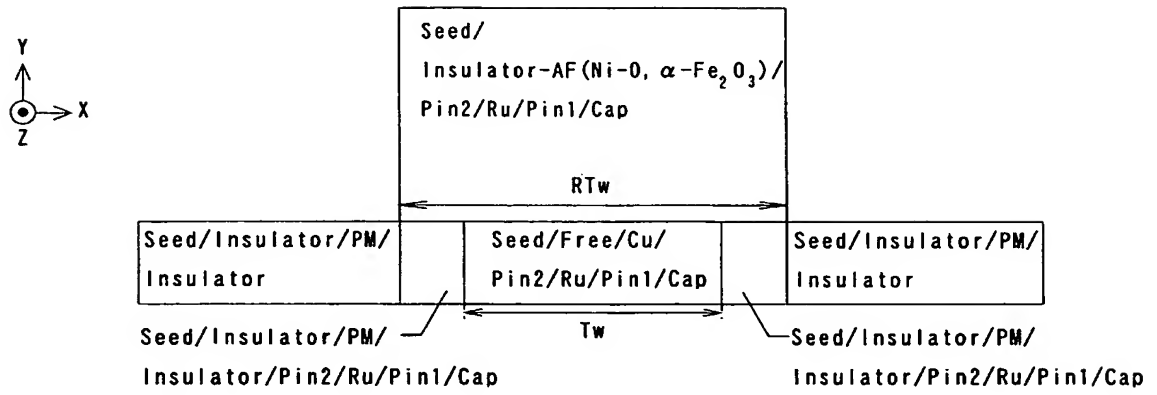 Seed/
Insulator-AF(Ni-O, α-Fe₂O₃)/
Pin2/Ru/Pin1/Cap
Y
X
Z
RTw
Seed/Insulator/PM/
Insulator
Seed/Free/Cu/
Pin2/Ru/Pin1/Cap
Seed/Insulator/PM/
Insulator
Tw
Seed/Insulator/PM/
Insulator/Pin2/Ru/Pin1/Cap
Seed/Insulator/PM/
Insulator/Pin2/Ru/Pin1/Cap